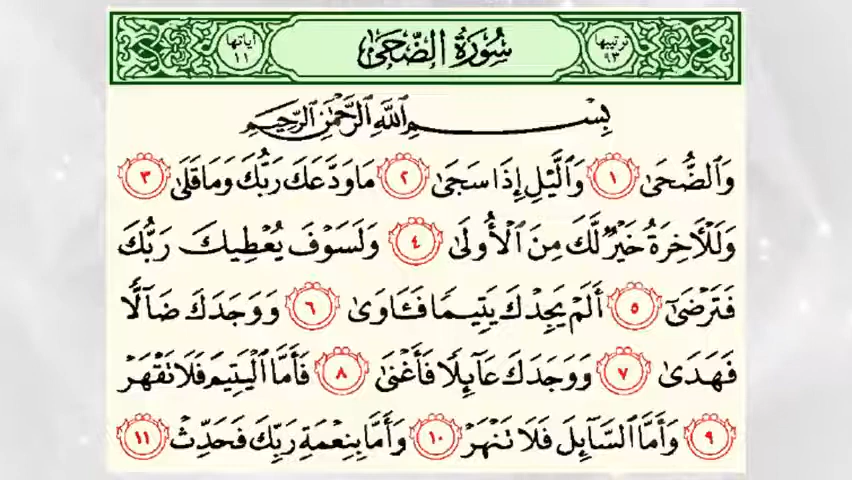 ترتيبها ٩٣ سُورَةُ الضُّحَىٰ آياتها ١١
بِسْمِ ٱللَّهِ ٱلرَّحْمَٰنِ ٱلرَّحِيمِ
وَٱلضُّحَىٰ ١ وَٱلَّيْلِ إِذَا سَجَىٰ ٢ مَا وَدَّعَكَ رَبُّكَ وَمَا قَلَىٰ ٣
وَلَلْأٓخِرَةُ خَيْرٌ لَّكَ مِنَ ٱلْأُولَىٰ ٤ وَلَسَوْفَ يُعْطِيكَ رَبُّكَ
فَتَرْضَىٰٓ ٥ أَلَمْ يَجِدْكَ يَتِيمًا فَـَٔاوَىٰ ٦ وَوَجَدَكَ ضَآلًّا
فَهَدَىٰ ٧ وَوَجَدَكَ عَآئِلًا فَأَغْنَىٰ ٨ فَأَمَّا ٱلْيَتِيمَ فَلَا تَقْهَرْ
٩ وَأَمَّا ٱلسَّآئِلَ فَلَا تَنْهَرْ ١٠ وَأَمَّا بِنِعْمَةِ رَبِّكَ فَحَدِّثْ ١١